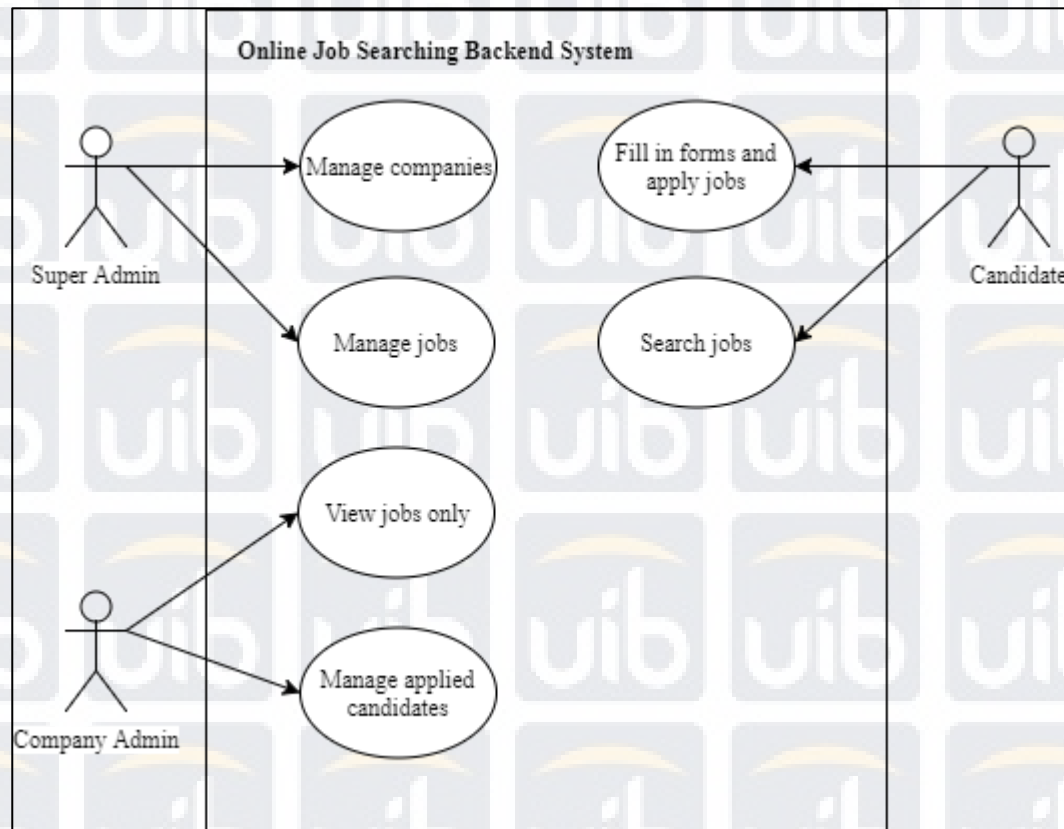 Online Job Searching Backend System
Manage companies
Fill in forms and
apply jobs
Super Admin
Candidate
Manage jobs
Search jobs
View jobs only
Manage applied
candidates
Company Admin
uib